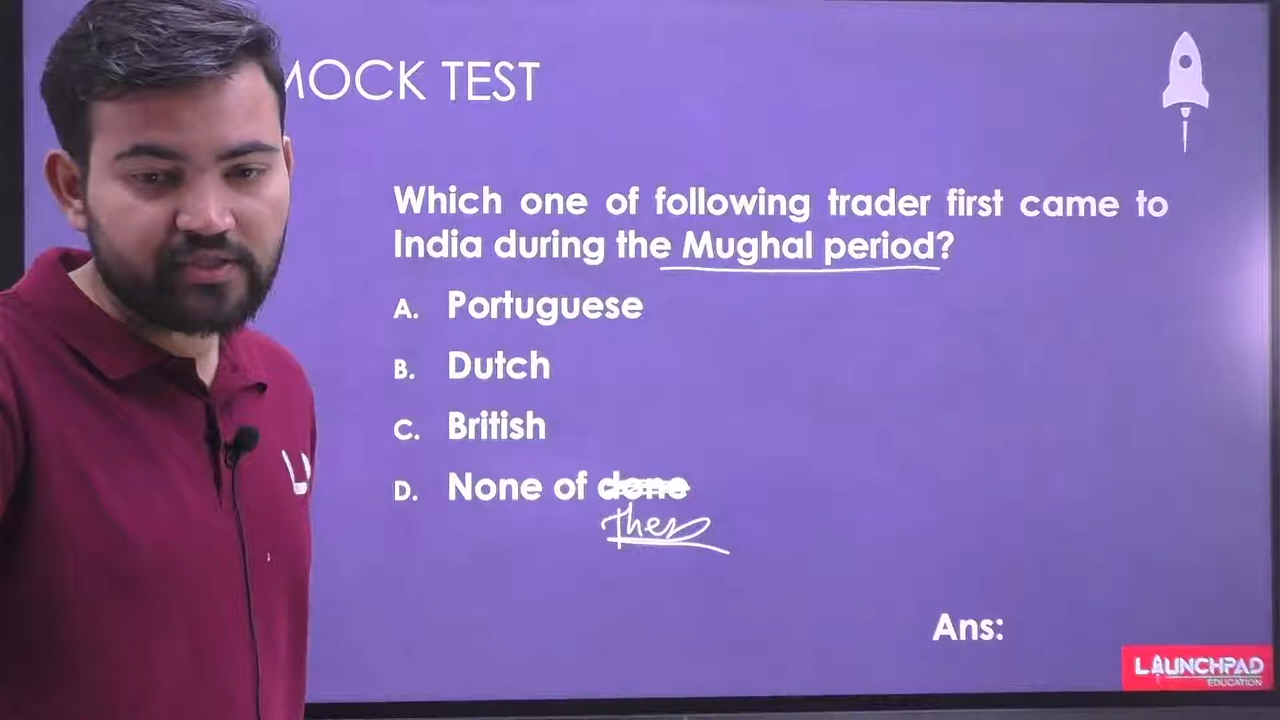 MOCK TEST
Which one of following trader first came to
India during the Mughal period?
A. Portuguese
B. Dutch
C. British
D. None of done
Ans:
LAUNCHPAD
EDUCATION